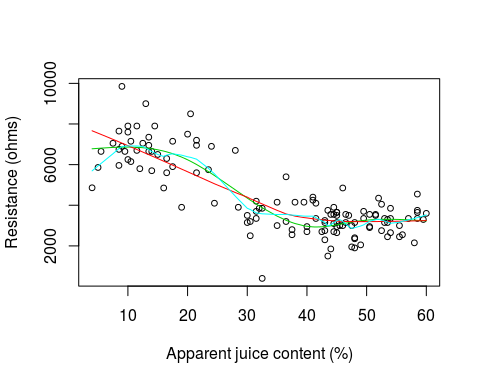 Resistance (ohms)
10000
6000
2000
10 20 30 40 50 60
Apparent juice content (%)